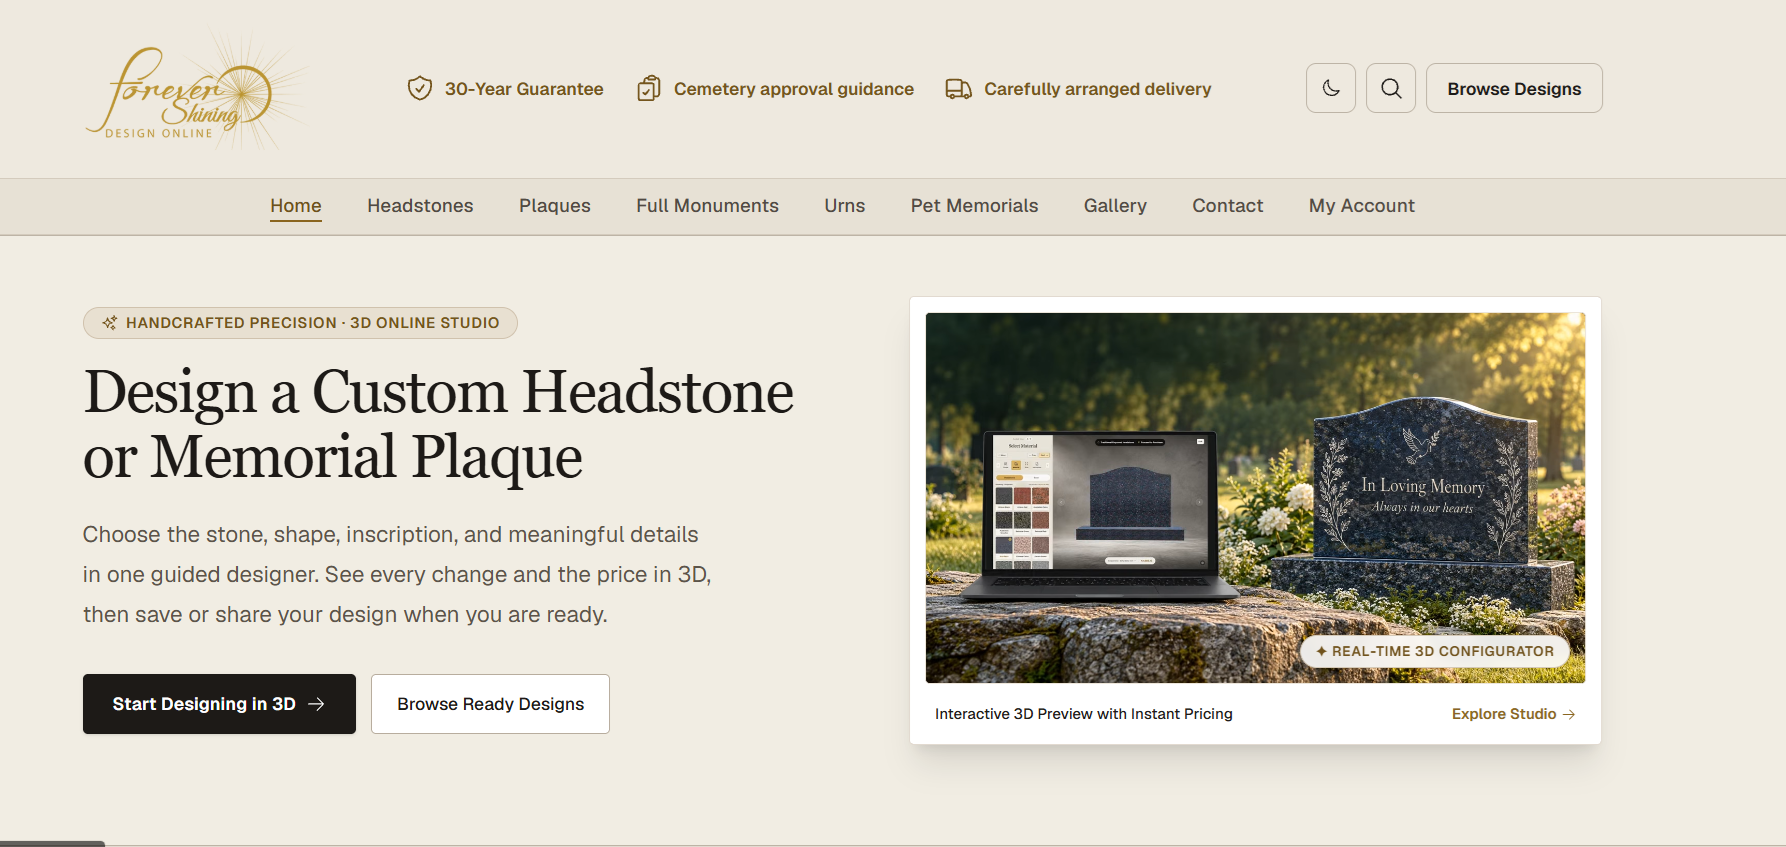 forever
Shining
DESIGN ONLINE
30-Year Guarantee
Cemetery approval guidance
Carefully arranged delivery
Browse Designs
Home
Headstones
Plaques
Full Monuments
Urns
Pet Memorials
Gallery
Contact
My Account
HANDCRAFTED PRECISION · 3D ONLINE STUDIO
Design a Custom Headstone
or Memorial Plaque
Choose the stone, shape, inscription, and meaningful details
in one guided designer. See every change and the price in 3D,
then save or share your design when you are ready.
Start Designing in 3D →
Browse Ready Designs
Select Material
In Loving Memory
Always in our hearts
✦ REAL-TIME 3D CONFIGURATOR
Interactive 3D Preview with Instant Pricing
Explore Studio →